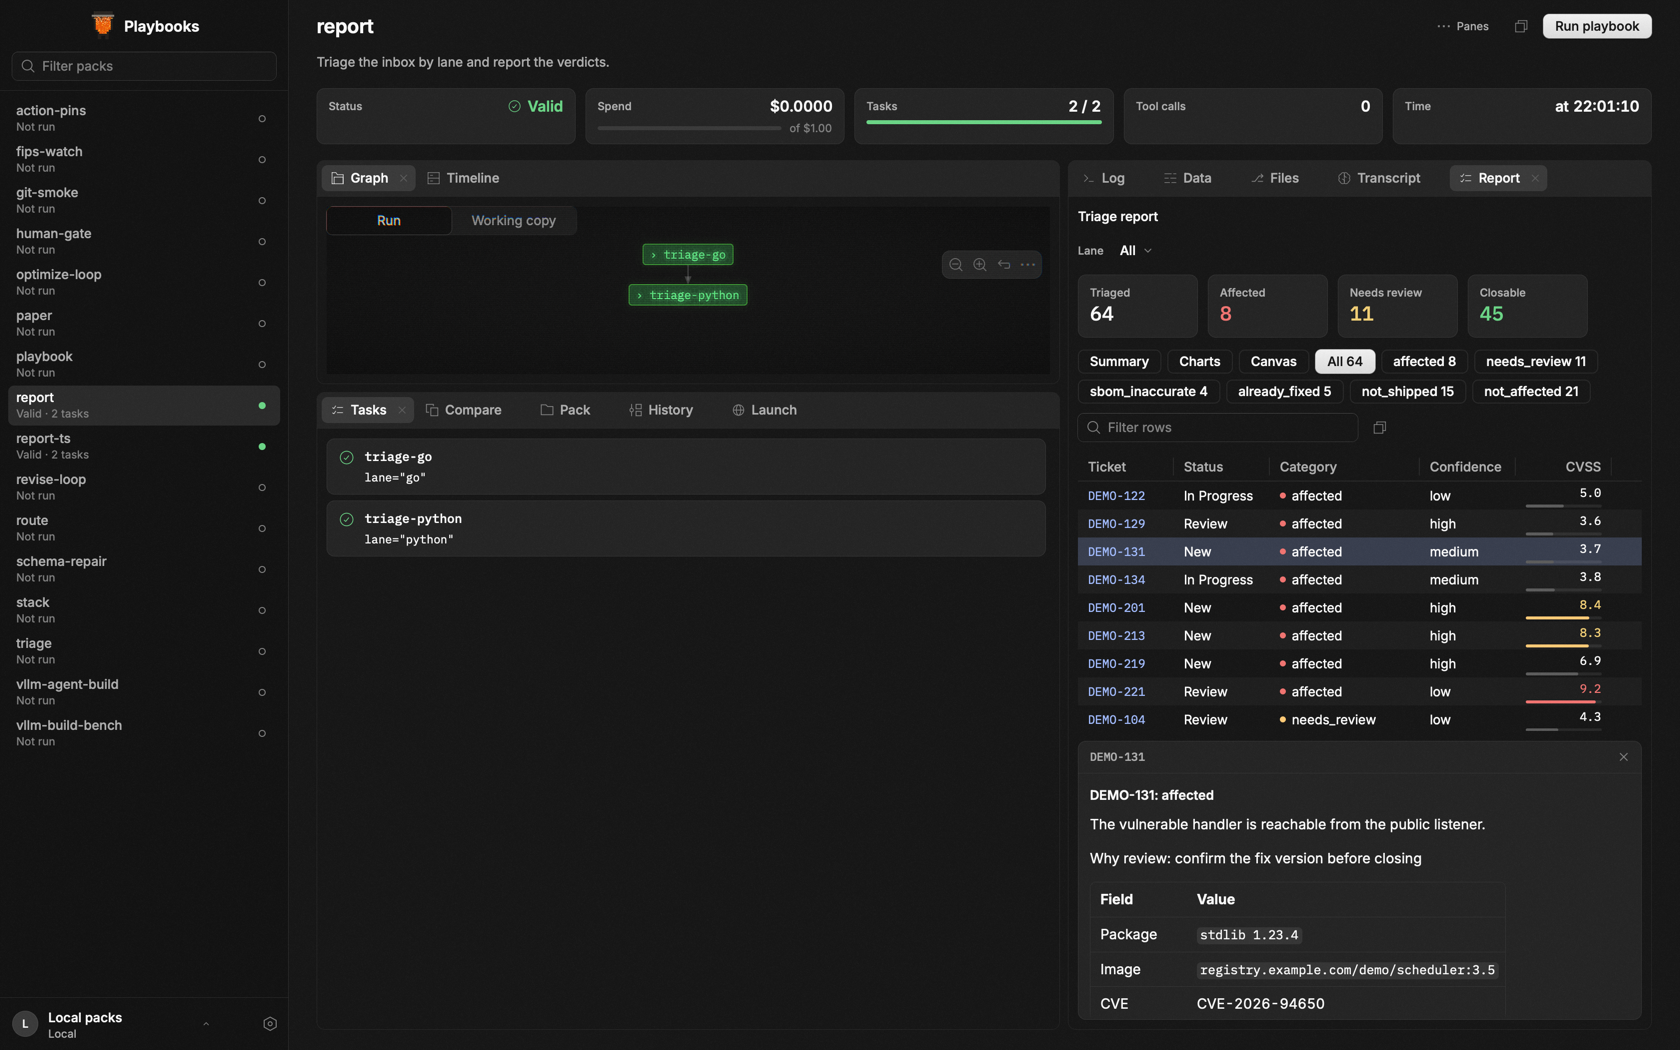 Playbooks
Filter packs
action-pins
Not run
fips-watch
Not run
git-smoke
Not run
human-gate
Not run
optimize-loop
Not run
paper
Not run
playbook
Not run
report
Valid · 2 tasks
report-ts
Valid · 2 tasks
revise-loop
Not run
route
Not run
schema-repair
Not run
stack
Not run
triage
Not run
vllm-agent-build
Not run
vllm-build-bench
Not run
L
Local packs
Local
report
Panes
Run playbook
Triage the inbox by lane and report the verdicts.
Status
Valid
Spend
$0.0000
of $1.00
Tasks
2 / 2
Tool calls
0
Time
at 22:01:10
Graph
Timeline
Run
Working copy
triage-go
triage-python
Tasks
Compare
Pack
History
Launch
triage-go
lane="go"
triage-python
lane="python"
Log
Data
Files
Transcript
Report
Triage report
Lane All
Triaged
64
Affected
8
Needs review
11
Closable
45
Summary
Charts
Canvas
All 64
affected 8
needs_review 11
sbom_inaccurate 4
already_fixed 5
not_shipped 15
not_affected 21
Filter rows
Ticket Status Category Confidence CVSS
DEMO-122 In Progress affected low 5.0
DEMO-129 Review affected high 3.6
DEMO-131 New affected medium 3.7
DEMO-134 In Progress affected medium 3.8
DEMO-201 New affected high 8.4
DEMO-213 New affected high 8.3
DEMO-219 New affected high 6.9
DEMO-221 Review affected low 9.2
DEMO-104 Review needs_review low 4.3
DEMO-131
DEMO-131: affected
The vulnerable handler is reachable from the public listener.
Why review: confirm the fix version before closing
Field Value
Package stdlib 1.23.4
Image registry.example.com/demo/scheduler:3.5
CVE CVE-2026-94650